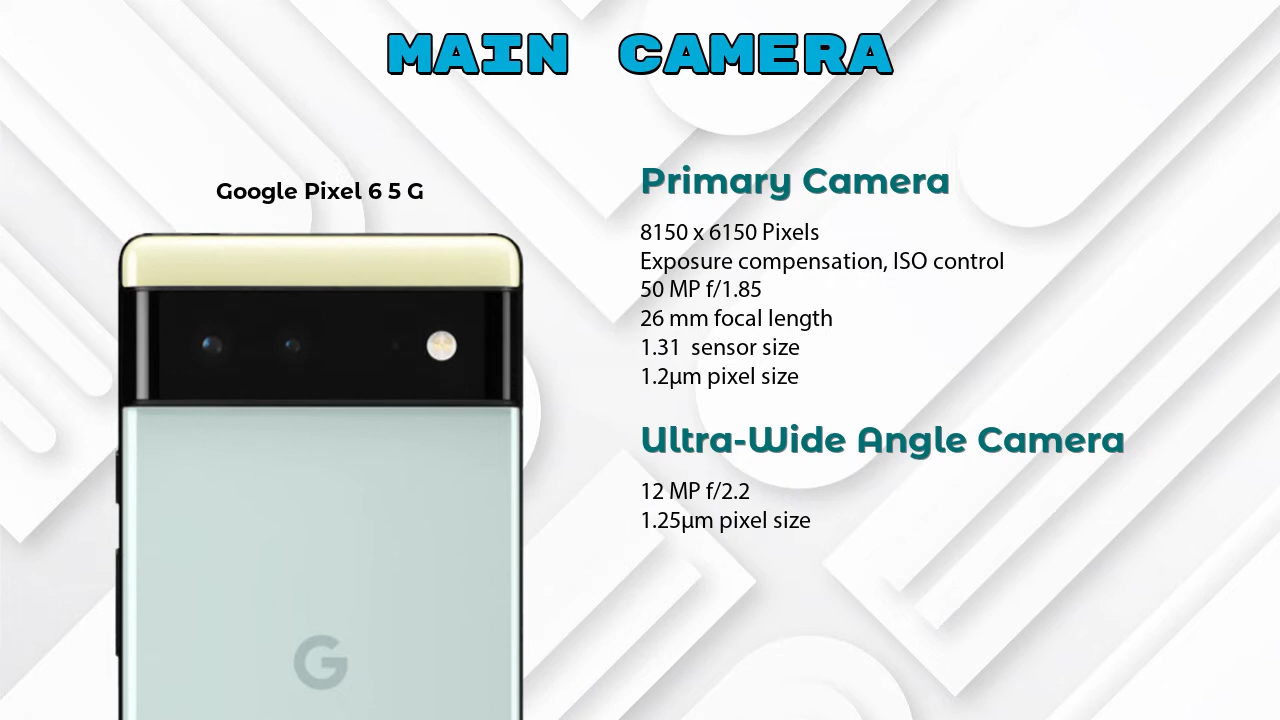 MAIN CAMERA
Google Pixel 6 5 G
Primary Camera
8150 x 6150 Pixels
Exposure compensation, ISO control
50 MP f/1.85
26 mm focal length
1.31  sensor size
1.2μm pixel size
Ultra-Wide Angle Camera
12 MP f/2.2
1.25μm pixel size
G